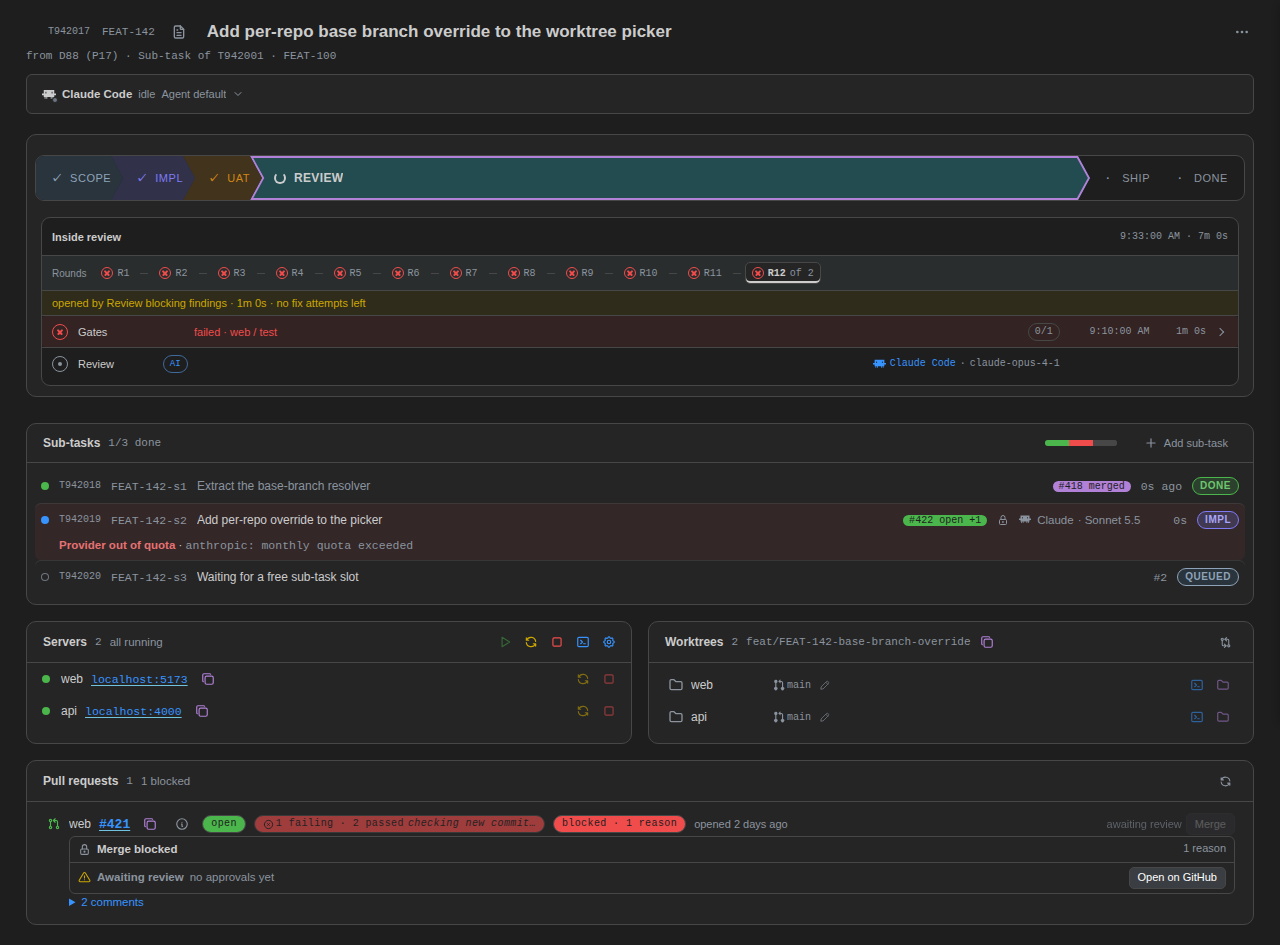 T942017 FEAT-142 Add per-repo base branch override to the worktree picker
from D88 (P17) · Sub-task of T942001 · FEAT-100
Claude Code idle Agent default
SCOPE IMPL UAT REVIEW · SHIP · DONE
Inside review 9:33:00 AM · 7m 0s
Rounds R1 — R2 — R3 — R4 — R5 — R6 — R7 — R8 — R9 — R10 — R11 — R12 of 2
opened by Review blocking findings · 1m 0s · no fix attempts left
Gates failed · web / test 0/1 9:10:00 AM 1m 0s
Review AI Claude Code · claude-opus-4-1
Sub-tasks 1/3 done Add sub-task
T942018 FEAT-142-s1 Extract the base-branch resolver #418 merged 0s ago DONE
T942019 FEAT-142-s2 Add per-repo override to the picker #422 open +1 Claude · Sonnet 5.5 0s IMPL
Provider out of quota · anthropic: monthly quota exceeded
T942020 FEAT-142-s3 Waiting for a free sub-task slot #2 QUEUED
Servers 2 all running
web localhost:5173
api localhost:4000
Worktrees 2 feat/FEAT-142-base-branch-override
web main
api main
Pull requests 1 1 blocked
web #421 open 1 failing · 2 passed checking new commit… blocked · 1 reason opened 2 days ago awaiting review Merge
Merge blocked 1 reason
Awaiting review no approvals yet Open on GitHub
2 comments